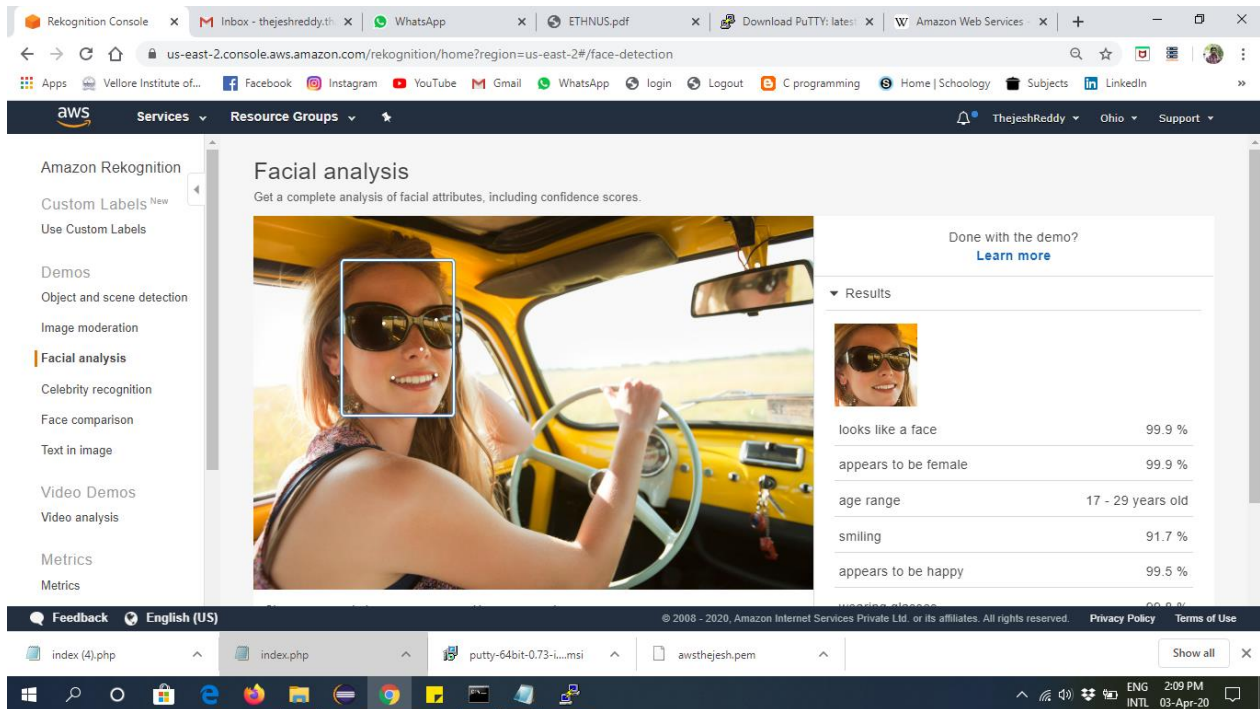 Rekognition Console
Inbox - thejeshreddy.th
WhatsApp
ETHNUS.pdf
Download PuTTY: latest
Amazon Web Services -
us-east-2.console.aws.amazon.com/rekognition/home?region=us-east-2#/face-detection
Apps Vellore Institute of... Facebook Instagram YouTube Gmail WhatsApp login Logout C programming Home | Schoology Subjects LinkedIn »
aws Services Resource Groups ThejeshReddy Ohio Support
Amazon Rekognition
Custom Labels New
Use Custom Labels
Demos
Object and scene detection
Image moderation
Facial analysis
Celebrity recognition
Face comparison
Text in image
Video Demos
Video analysis
Metrics
Metrics
Facial analysis
Get a complete analysis of facial attributes, including confidence scores.
Done with the demo?
Learn more
Results
looks like a face 99.9 %
appears to be female 99.9 %
age range 17 - 29 years old
smiling 91.7 %
appears to be happy 99.5 %
wearing glasses 99.8 %
Feedback English (US) © 2008 - 2020, Amazon Internet Services Private Ltd. or its affiliates. All rights reserved. Privacy Policy Terms of Use
index (4).php index.php putty-64bit-0.73-i....msi awsthejesh.pem Show all
ENG 2:09 PM
INTL 03-Apr-20